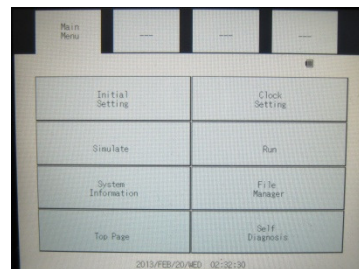 Main
Menu
---
---
---
Initial
Setting
Clock
Setting
Simulate
Run
System
Information
File
Manager
Top Page
Self
Diagnosis
2013/FEB/20/WED 02:32:30